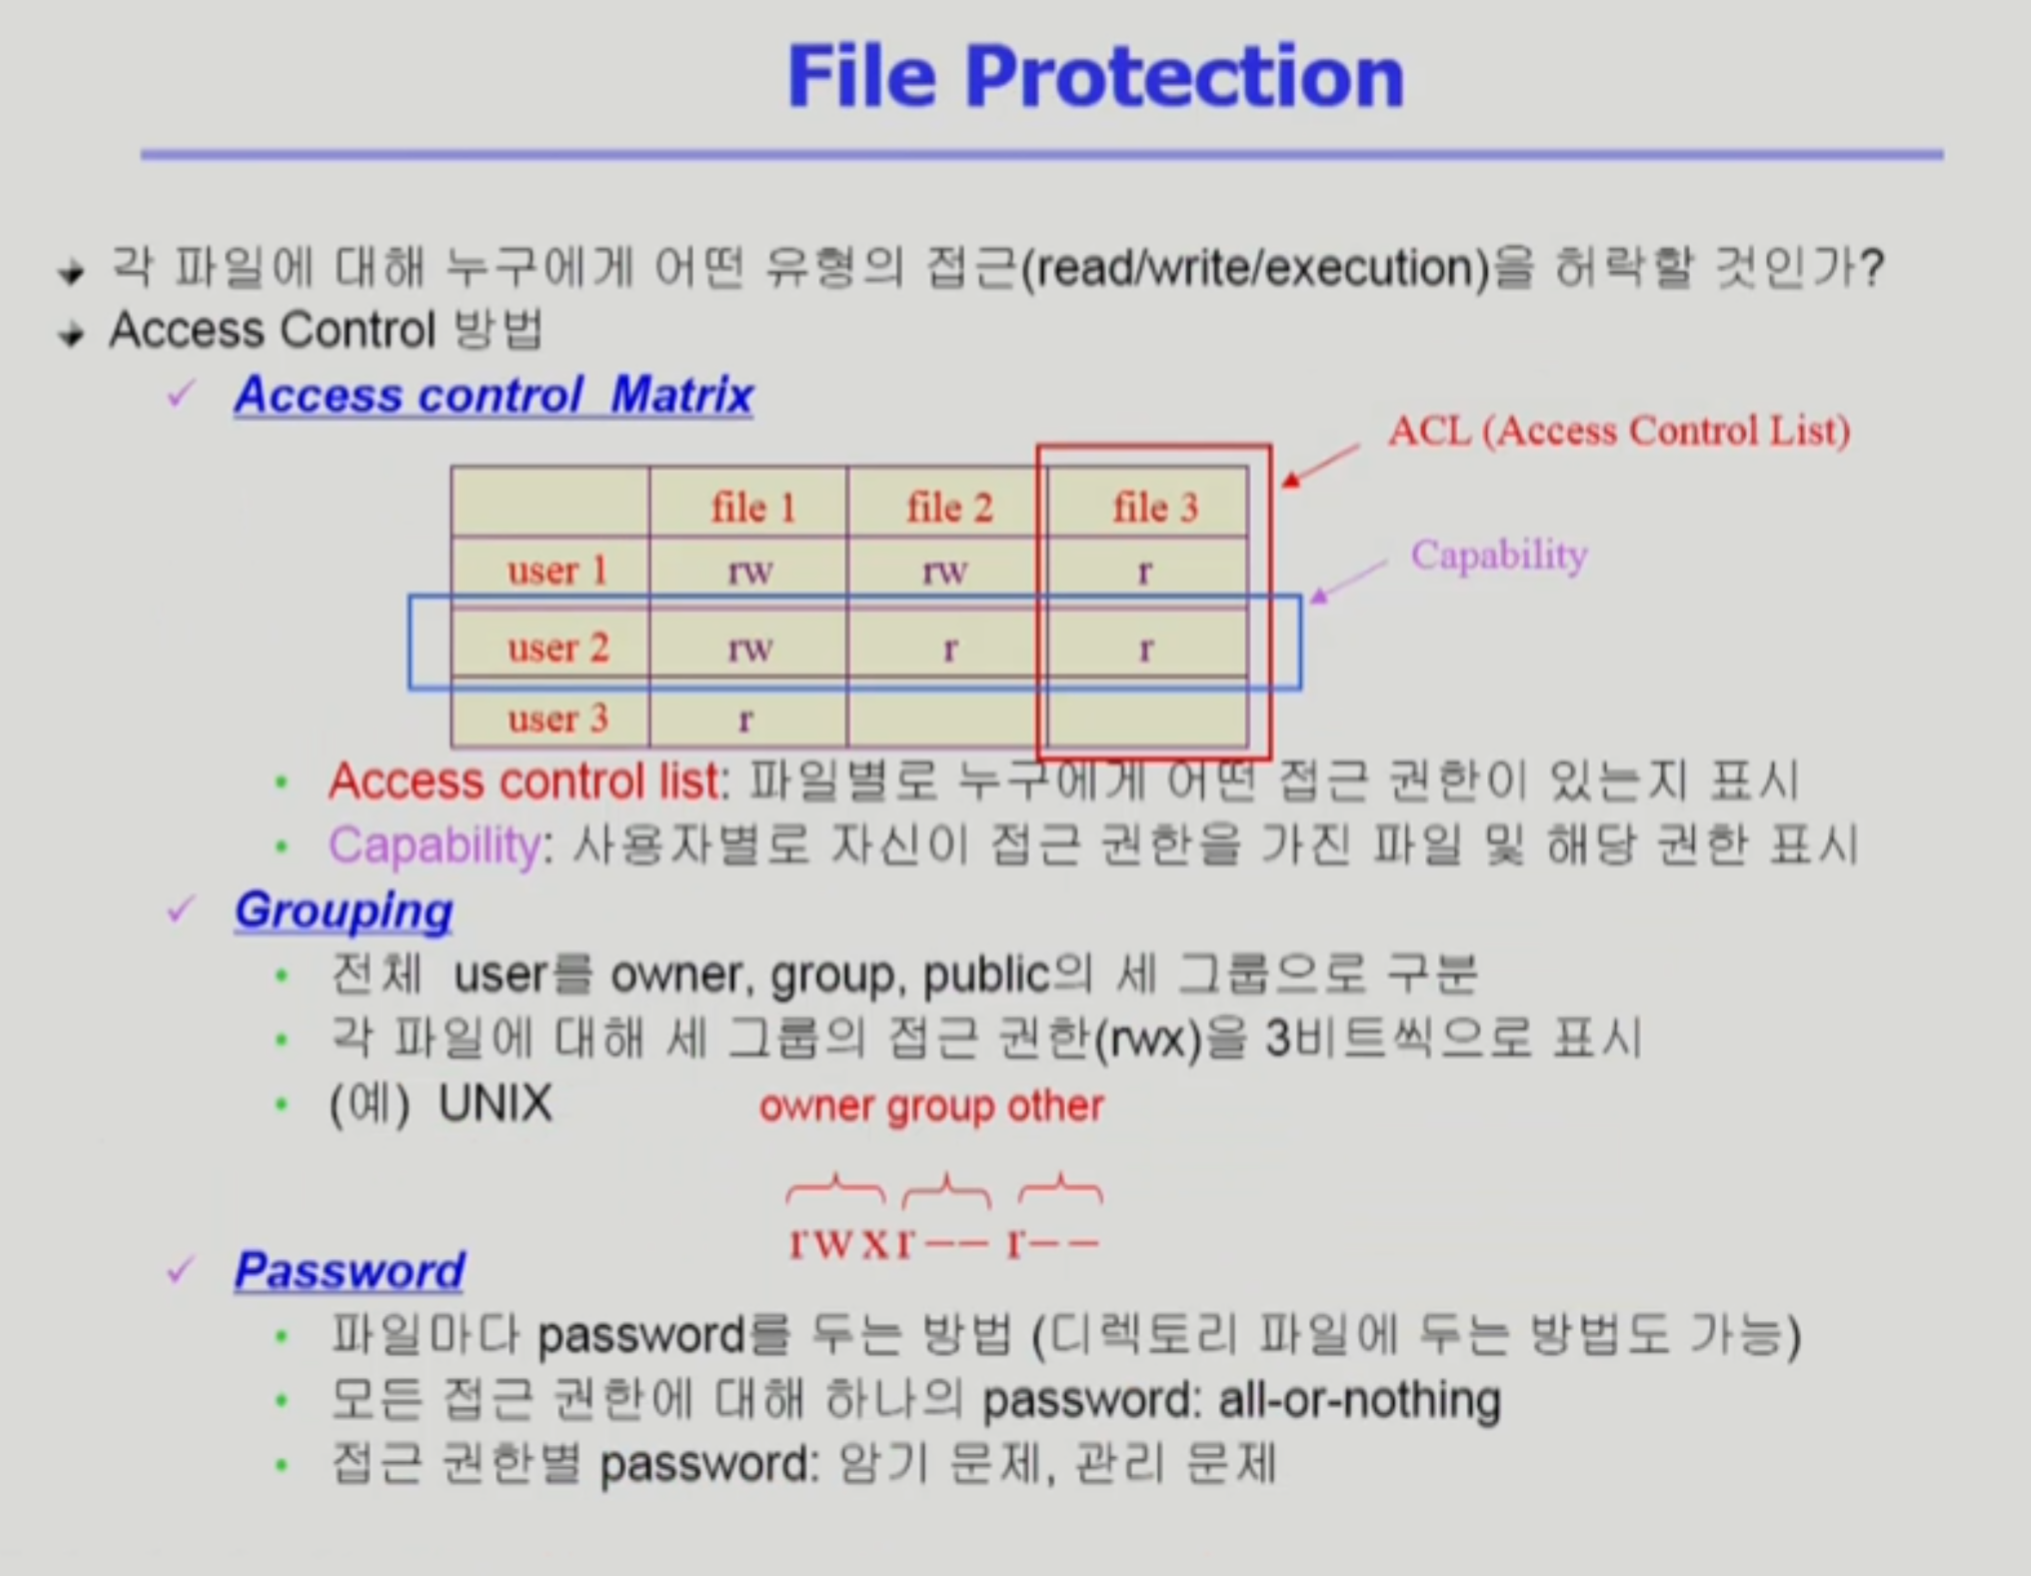 File Protection
각 파일에 대해 누구에게 어떤 유형의 접근(read/write/execution)을 허락할 것인가?
Access Control 방법
Access control Matrix
ACL (Access Control List)
file 1 file 2 file 3
Capability
user 1 rw rw r
user 2 rw r r
user 3 r
Access control list: 파일별로 누구에게 어떤 접근 권한이 있는지 표시
Capability: 사용자별로 자신이 접근 권한을 가진 파일 및 해당 권한 표시
Grouping
전체 user를 owner, group, public의 세 그룹으로 구분
각 파일에 대해 세 그룹의 접근 권한(rwx)을 3비트씩으로 표시
(예) UNIX owner group other
rwxr-- r--
Password
파일마다 password를 두는 방법 (디렉토리 파일에 두는 방법도 가능)
모든 접근 권한에 대해 하나의 password: all-or-nothing
접근 권한별 password: 암기 문제, 관리 문제